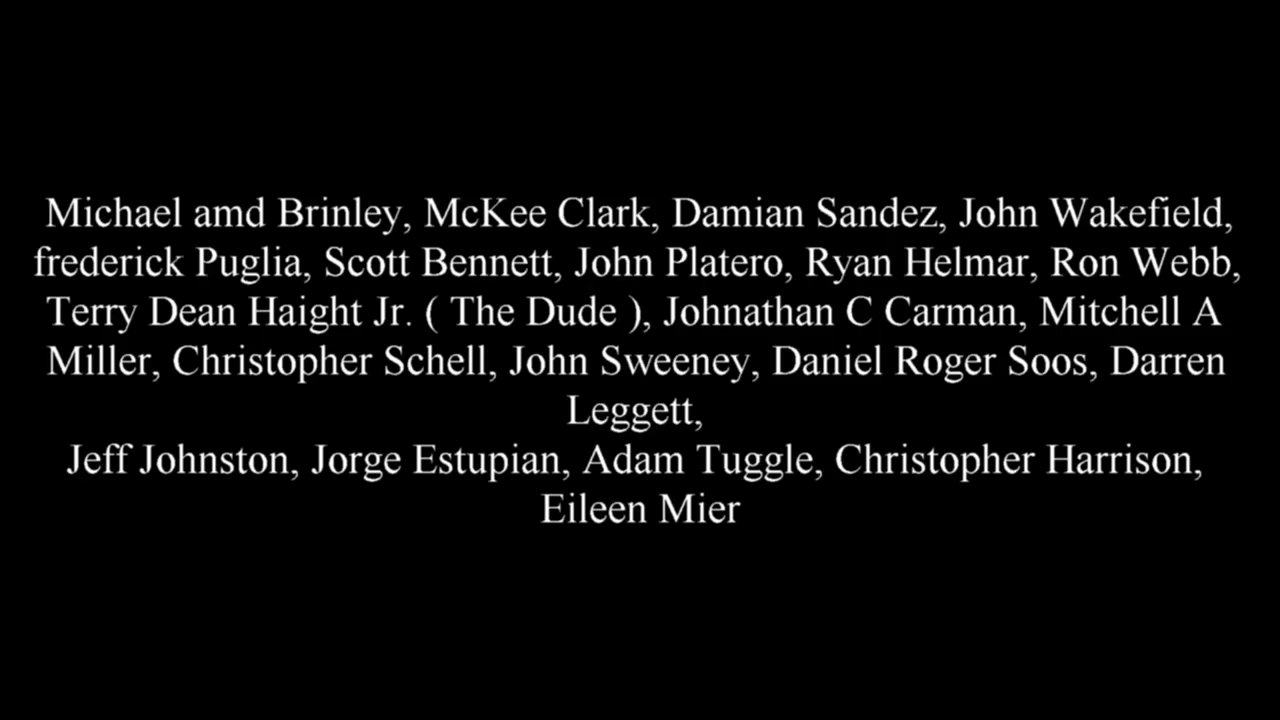 Michael amd Brinley, McKee Clark, Damian Sandez, John Wakefield,
frederick Puglia, Scott Bennett, John Platero, Ryan Helmar, Ron Webb,
Terry Dean Haight Jr. ( The Dude ), Johnathan C Carman, Mitchell A
Miller, Christopher Schell, John Sweeney, Daniel Roger Soos, Darren
Leggett,
Jeff Johnston, Jorge Estupian, Adam Tuggle, Christopher Harrison,
Eileen Mier